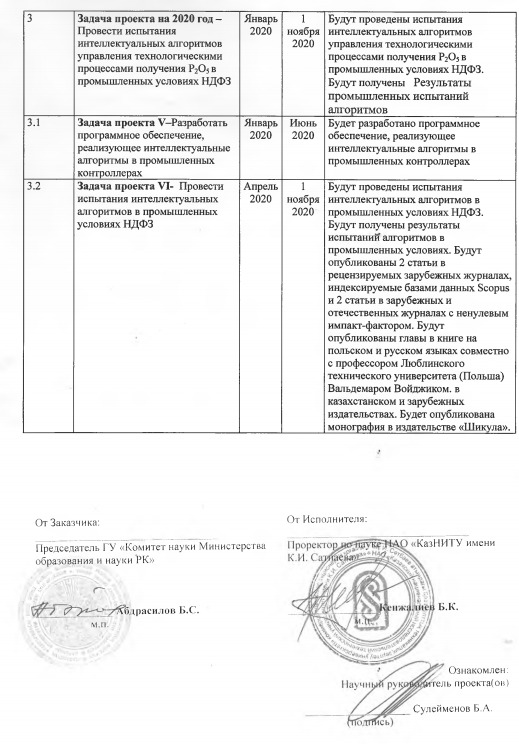 3
Задача проекта на 2020 год –
Провести испытания
интеллектуальных алгоритмов
управления технологическими
процессами получения P₂O₅ в
промышленных условиях НДФЗ
Январь
2020
1
ноября
2020
Будут проведены испытания
интеллектуальных алгоритмов
управления технологическими
процессами получения P₂O₅ в
промышленных условиях НДФЗ.
Будут получены Результаты
промышленных испытаний
алгоритмов
3.1
Задача проекта V–Разработать
программное обеспечение,
реализующее интеллектуальные
алгоритмы в промышленных
контроллерах
Январь
2020
Июнь
2020
Будет разработано программное
обеспечение, реализующее
интеллектуальные алгоритмы в
промышленных контроллерах
3.2
Задача проекта VI- Провести
испытания интеллектуальных
алгоритмов в промышленных
условиях НДФЗ
Апрель
2020
1
ноября
2020
Будут проведены испытания
интеллектуальных алгоритмов в
промышленных условиях НДФЗ.
Будут получены результаты
испытаний алгоритмов в
промышленных условиях. Будут
опубликованы 2 статьи в
рецензируемых зарубежных журналах,
индексируемые базами данных Scopus
и 2 статьи в зарубежных и
отечественных журналах с ненулевым
импакт-фактором. Будут
опубликованы главы в книге на
польском и русском языках совместно
с профессором Люблинского
технического университета (Польша)
Вальдемаром Войджиком. в
казахстанском и зарубежных
издательствах. Будет опубликована
монография в издательстве «Шикула».
От Заказчика:
Председатель ГУ «Комитет науки Министерства
образования и науки РК»
Абдрасилов Б.С.
М.П.
От Исполнителя:
Проректор по науке НАО «КазНИТУ имени
К.И. Сатпаева»
Кенжалиев Б.К.
М.П.
Ознакомлен:
Научный руководитель проекта(ов)
Сулейменов Б.А.
(подпись)